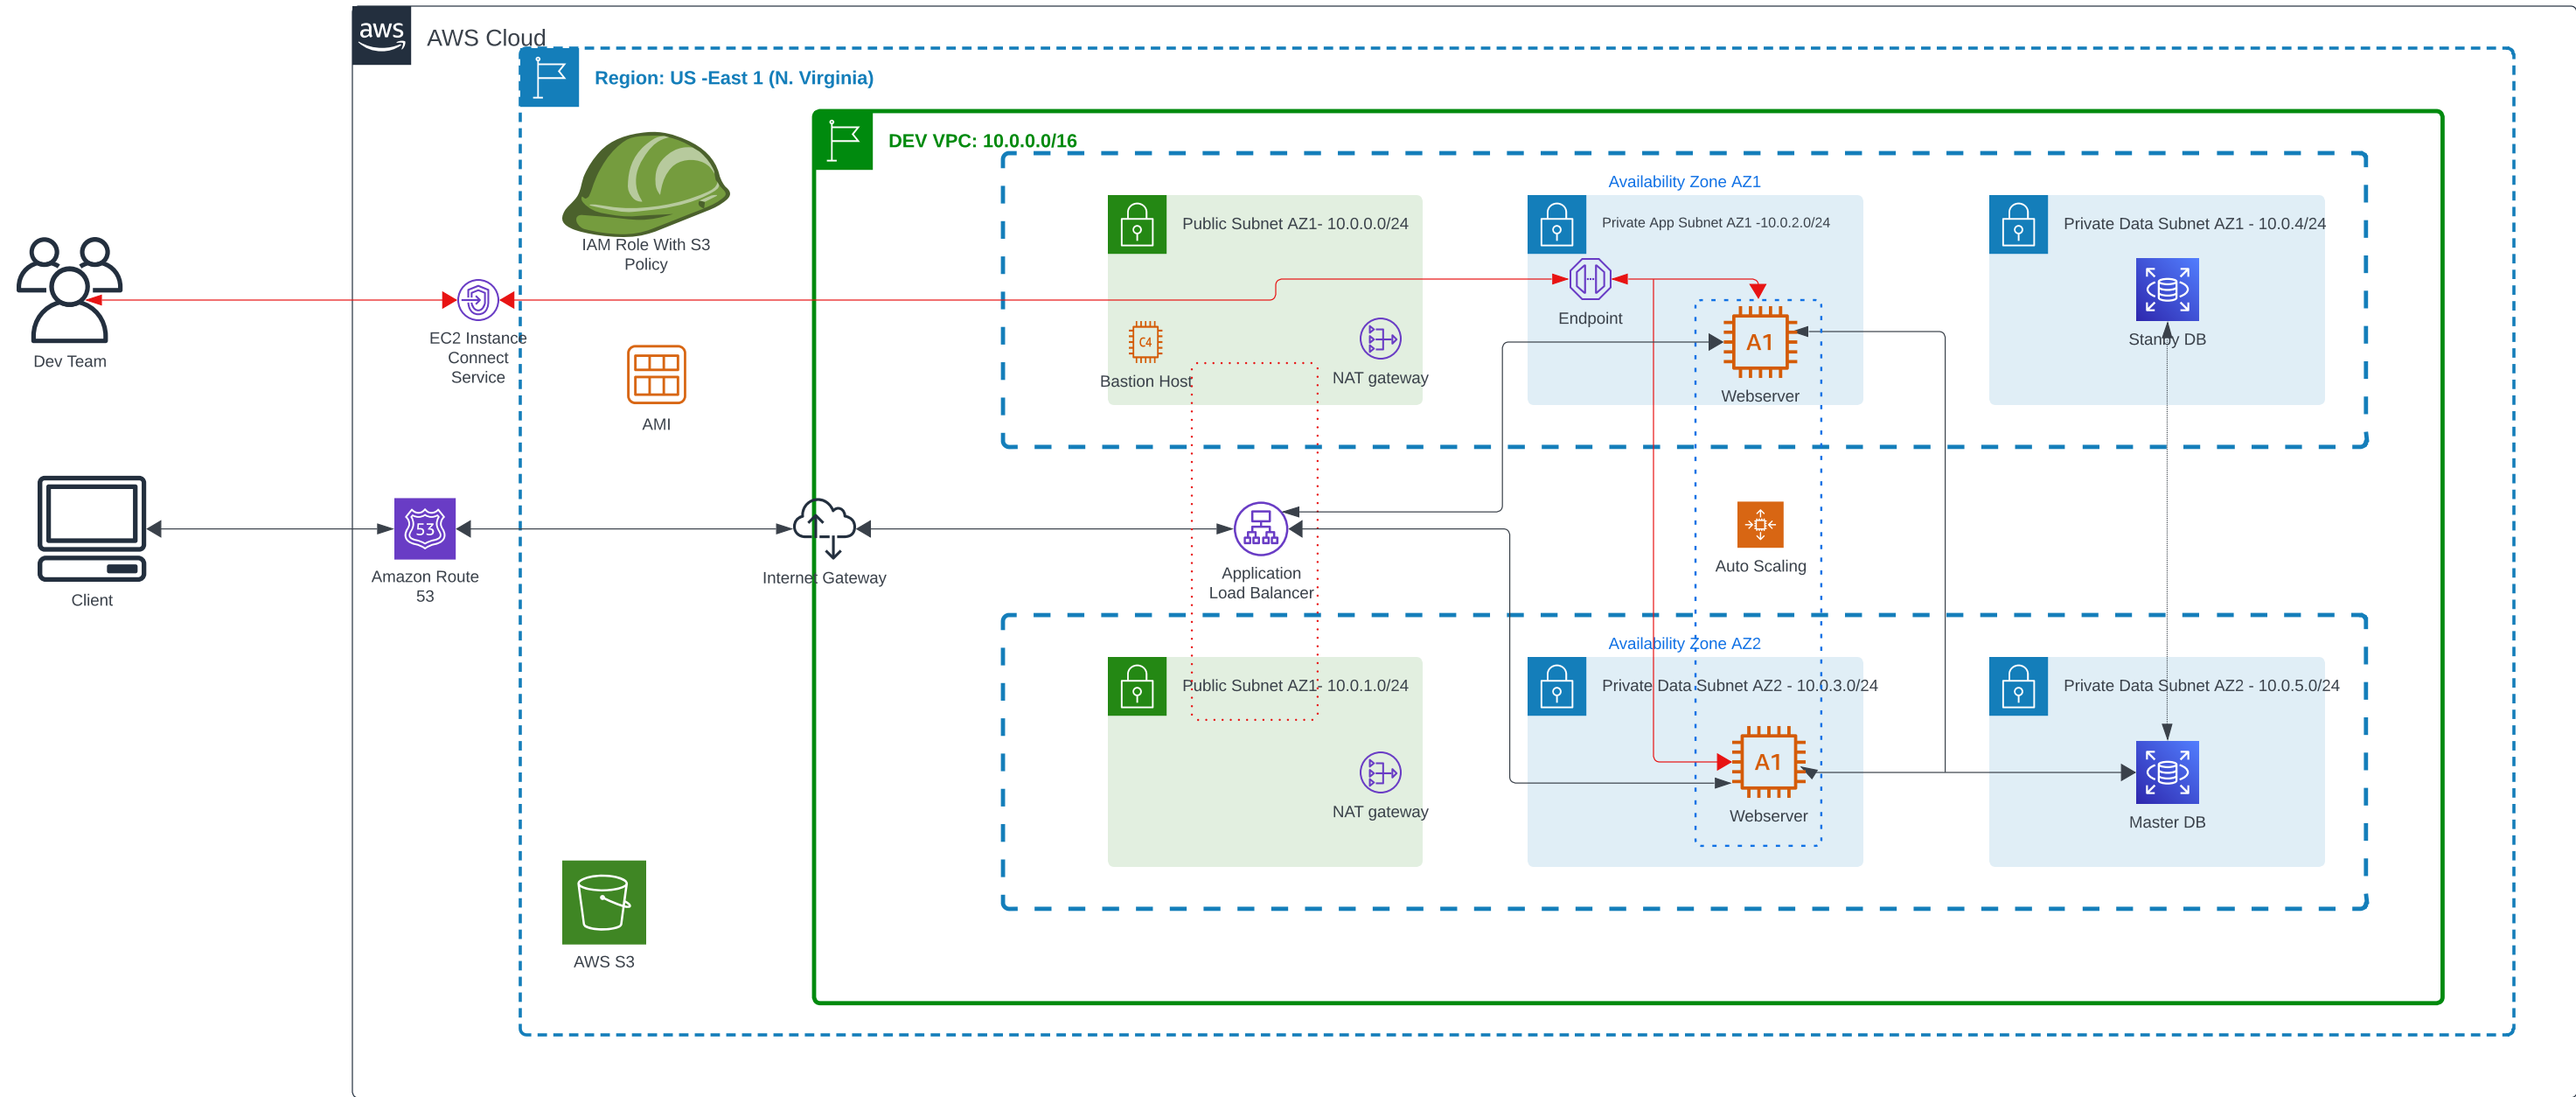 aws
AWS Cloud
Region: US -East 1 (N. Virginia)
DEV VPC: 10.0.0.0/16
IAM Role With S3
Policy
Availability Zone AZ1
Public Subnet AZ1- 10.0.0.0/24
Private App Subnet AZ1 -10.0.2.0/24
Private Data Subnet AZ1 - 10.0.4/24
Dev Team
EC2 Instance
Connect
Service
AMI
C4
Bastion Host
NAT gateway
Endpoint
A1
Webserver
Stanby DB
Client
53
Amazon Route
53
Internet Gateway
Application
Load Balancer
Auto Scaling
Availability Zone AZ2
Public Subnet AZ1- 10.0.1.0/24
Private Data Subnet AZ2 - 10.0.3.0/24
Private Data Subnet AZ2 - 10.0.5.0/24
NAT gateway
A1
Webserver
Master DB
AWS S3